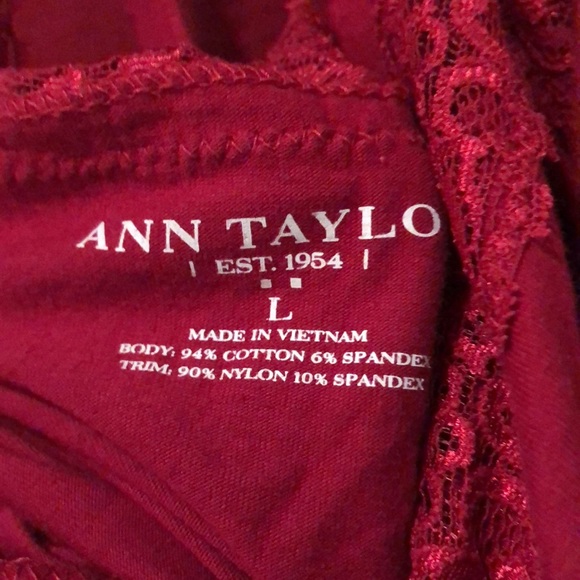 ANN TAYLO
| EST. 1954 |
L
MADE IN VIETNAM
BODY: 94% COTTON 6% SPANDEX
TRIM: 90% NYLON 10% SPANDEX